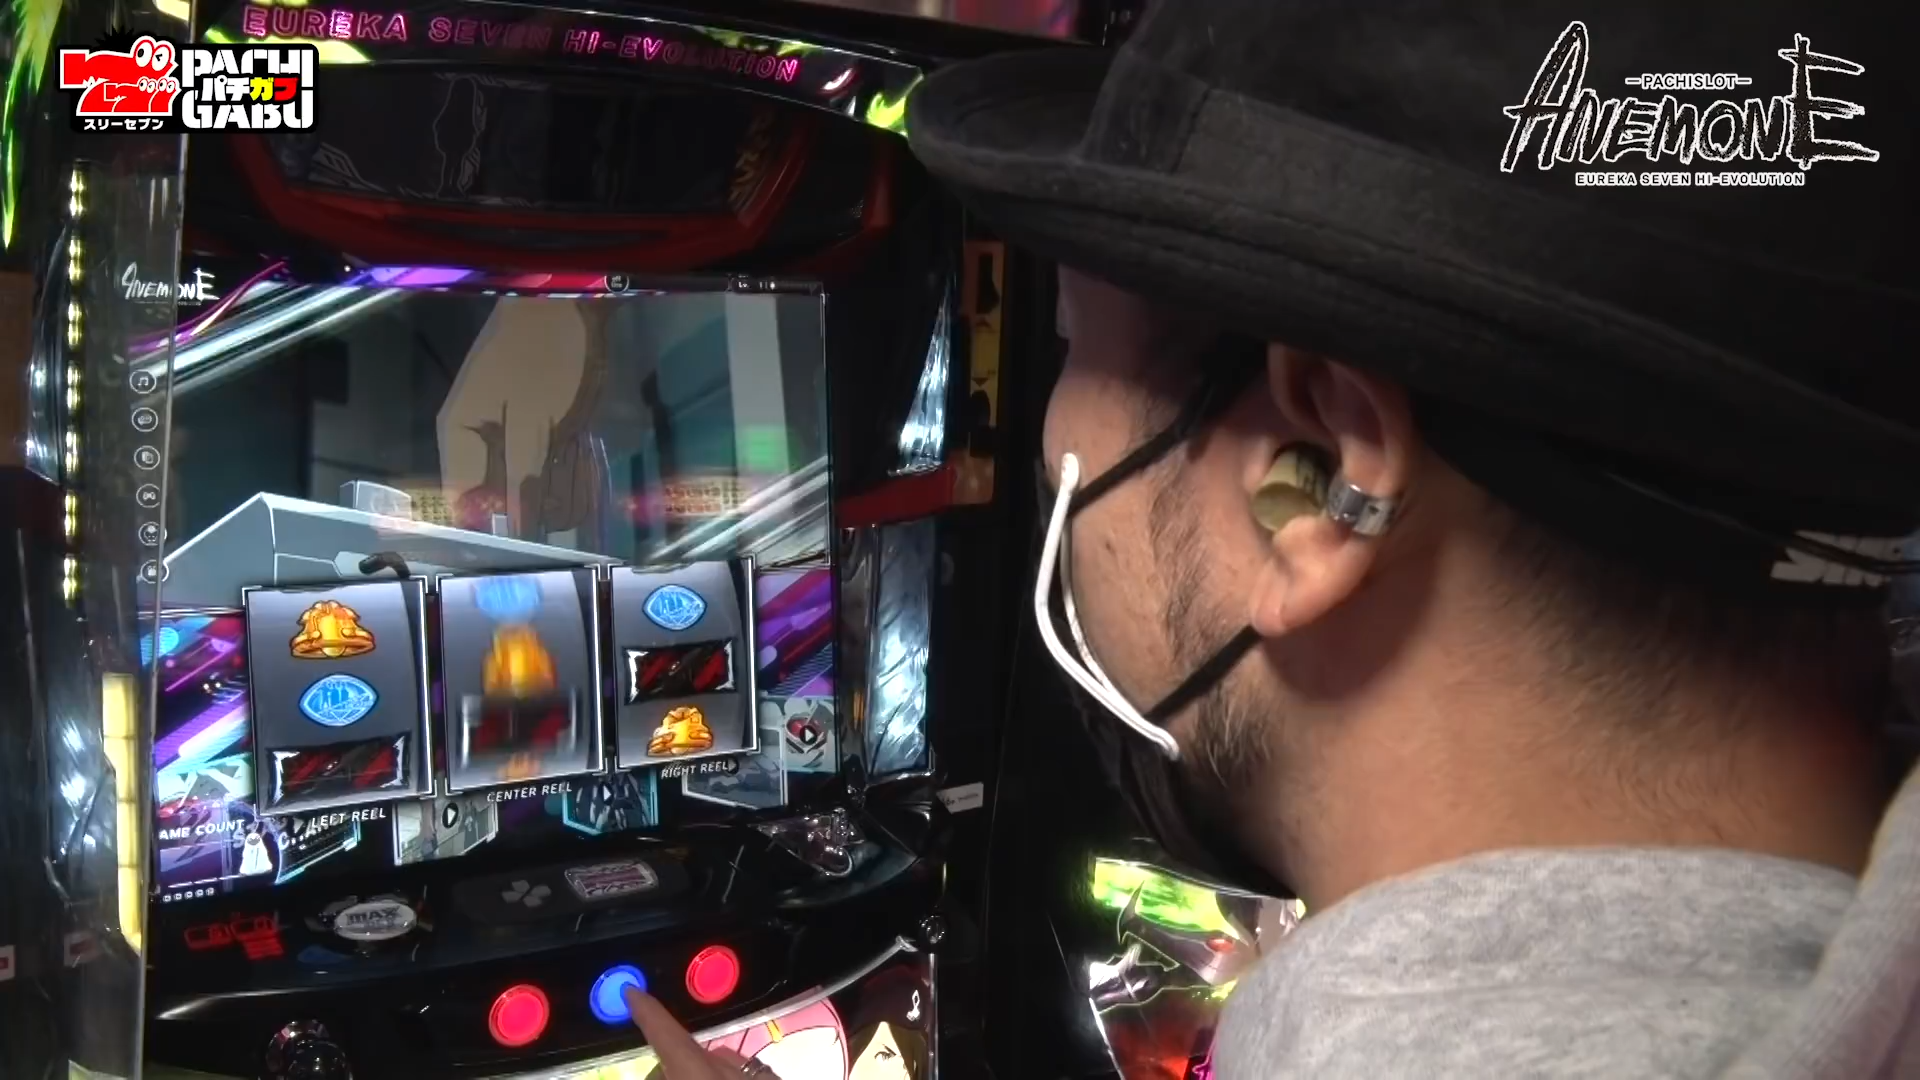 EUREKA SEVEN HI-EVOLUTION
PACHI
パチガブ
GABU
スリーセブン
PACHISLOT
ANEMONE
EUREKA SEVEN HI-EVOLUTION
ANEMONE
LEFT REEL
CENTER REEL
RIGHT REEL
AME COUNT
MAX